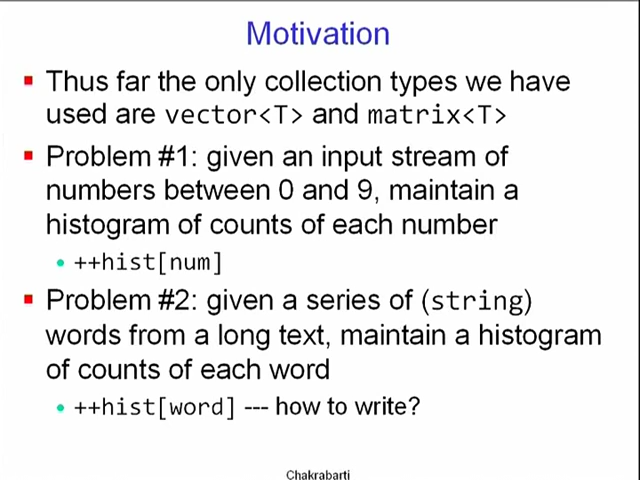 Motivation
▪ Thus far the only collection types we have
used are vector<T> and matrix<T>
▪ Problem #1: given an input stream of
numbers between 0 and 9, maintain a
histogram of counts of each number
• ++hist[num]
▪ Problem #2: given a series of (string)
words from a long text, maintain a histogram
of counts of each word
• ++hist[word] --- how to write?
Chakrabarti